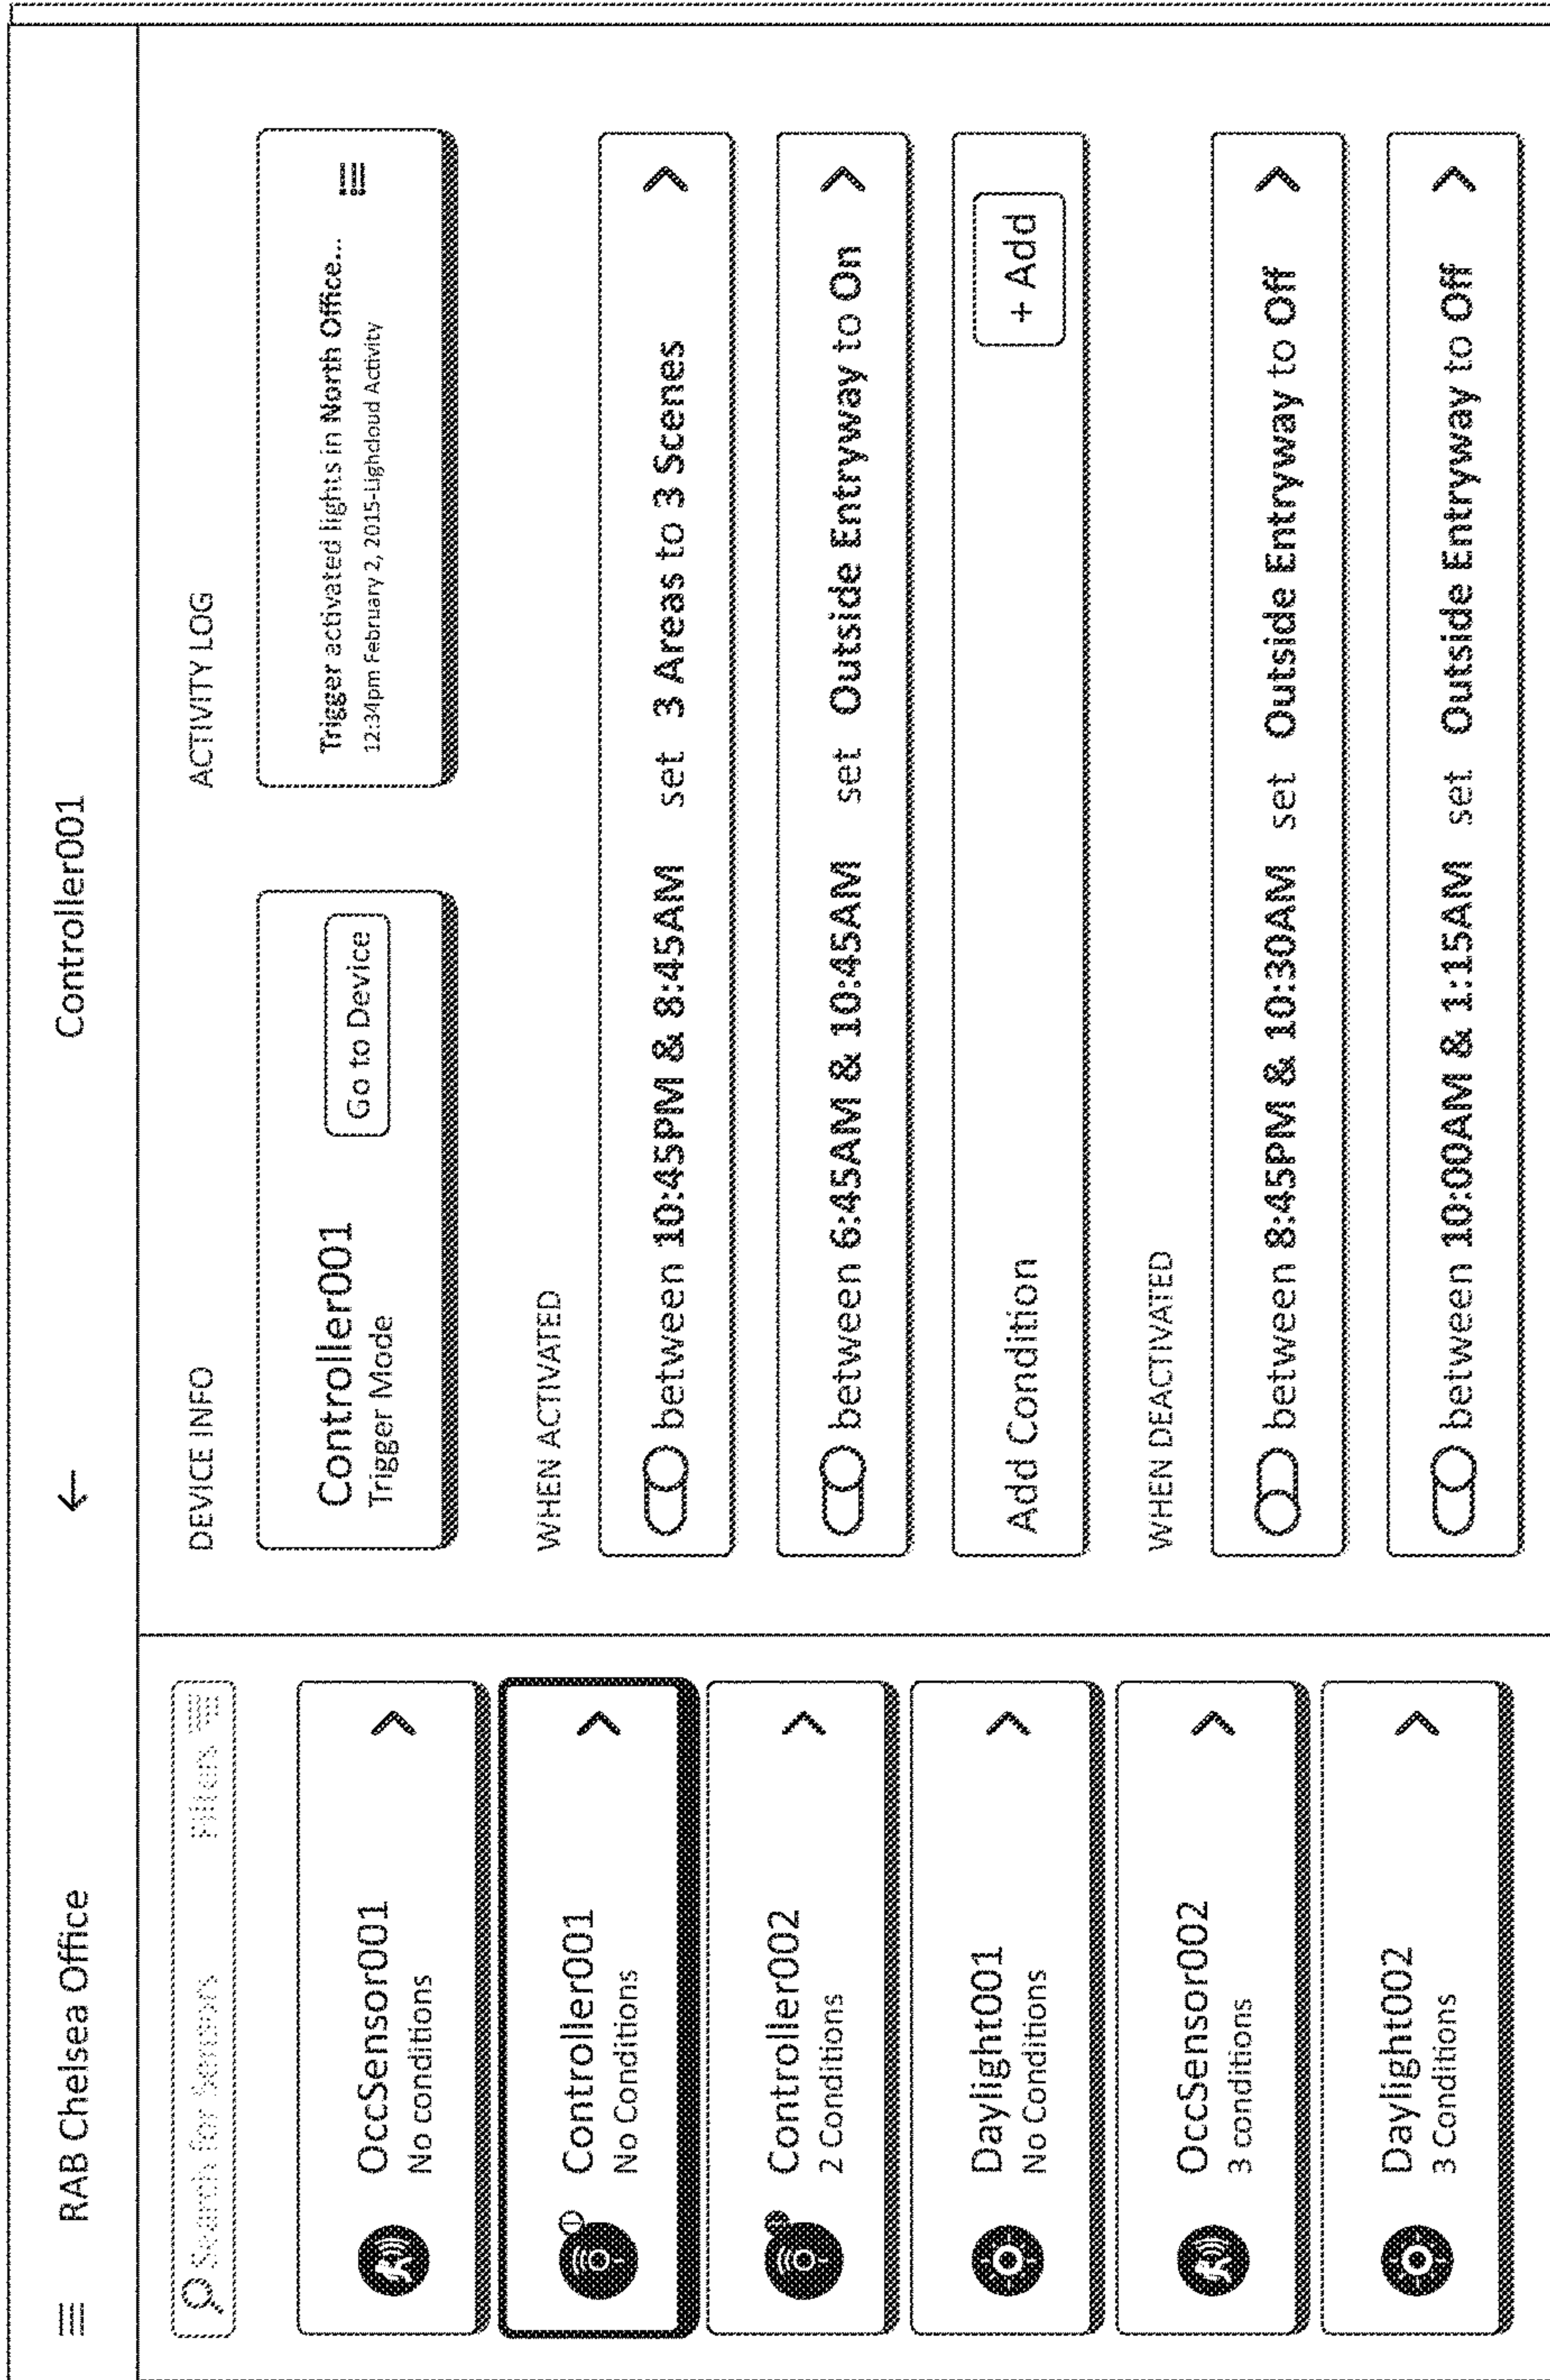 RAB Chelsea Office
Controller001
Search for Sensors
Filters
OccSensor001
No conditions
Controller001
No Conditions
Controller002
2 Conditions
Daylight001
No Conditions
OccSensor002
3 conditions
Daylight002
3 Conditions
DEVICE INFO
Controller001
Trigger Mode
Go to Device
ACTIVITY LOG
Trigger activated lights in North Office...
12:34pm February 2, 2015-Lighcloud Activity
WHEN ACTIVATED
between 10:45PM & 8:45AM set 3 Areas to 3 Scenes
between 6:45AM & 10:45AM set Outside Entryway to On
Add Condition
+ Add
WHEN DEACTIVATED
between 8:45PM & 10:30AM set Outside Entryway to Off
between 10:00AM & 1:15AM set Outside Entryway to Off